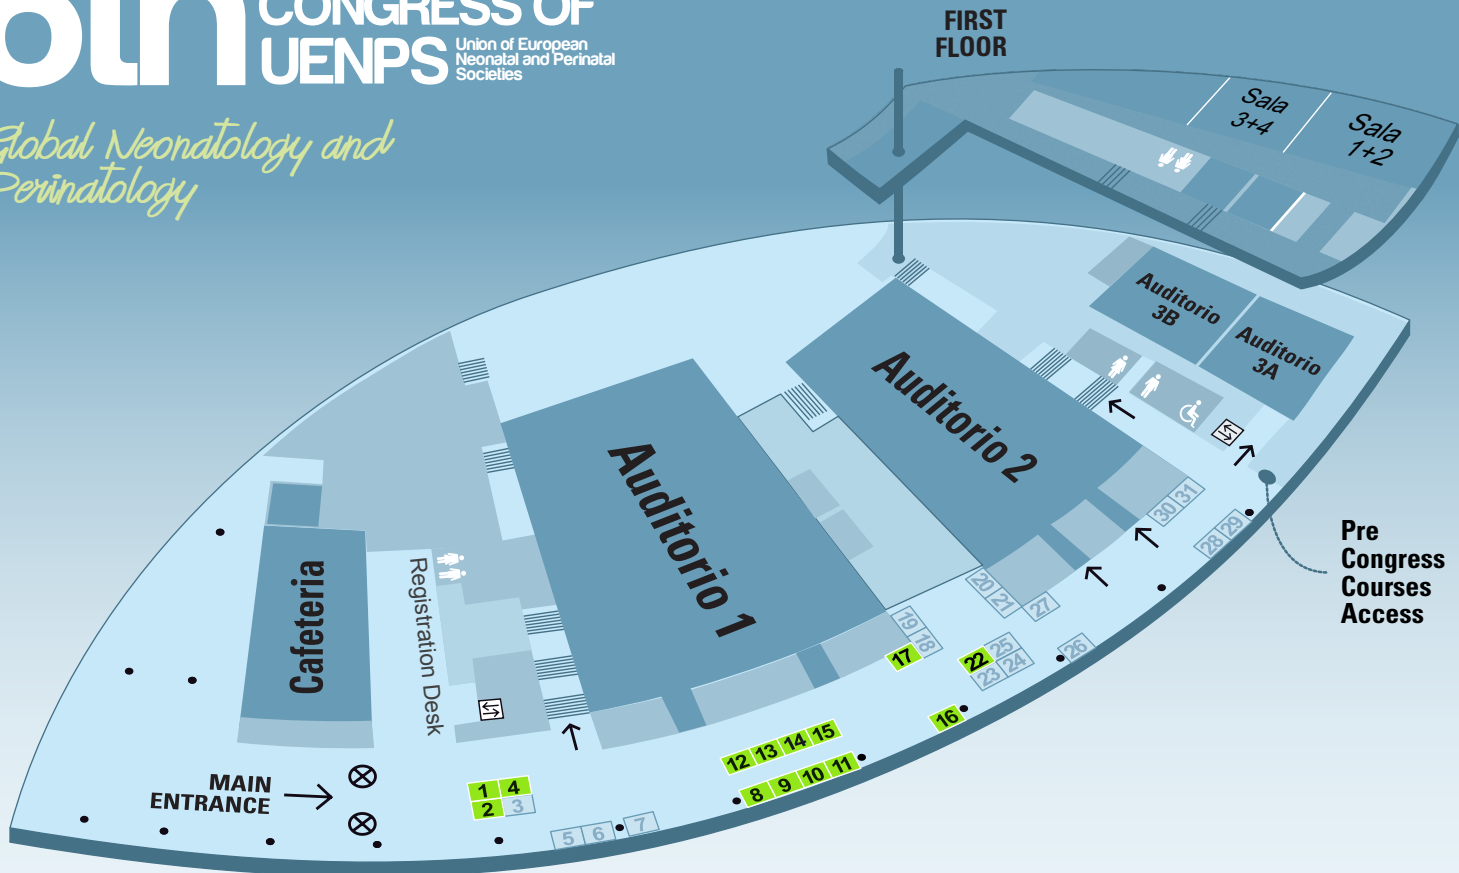 CONGRESS OF
UENPS
Union of European
Neonatal and Perinatal
Societies
Global Neonatology and
Perinatology
FIRST
FLOOR
Sala
3+4
Sala
1+2
Auditorio
3B
Auditorio
3A
Auditorio 2
Auditorio 1
Cafeteria
Registration Desk
Pre
Congress
Courses
Access
MAIN
ENTRANCE
1 4
2 3
5 6 7
8 9 10 11
12 13 14 15
16
17
18
19
20
21
22
23
24
25
26
27
28 29
30 31